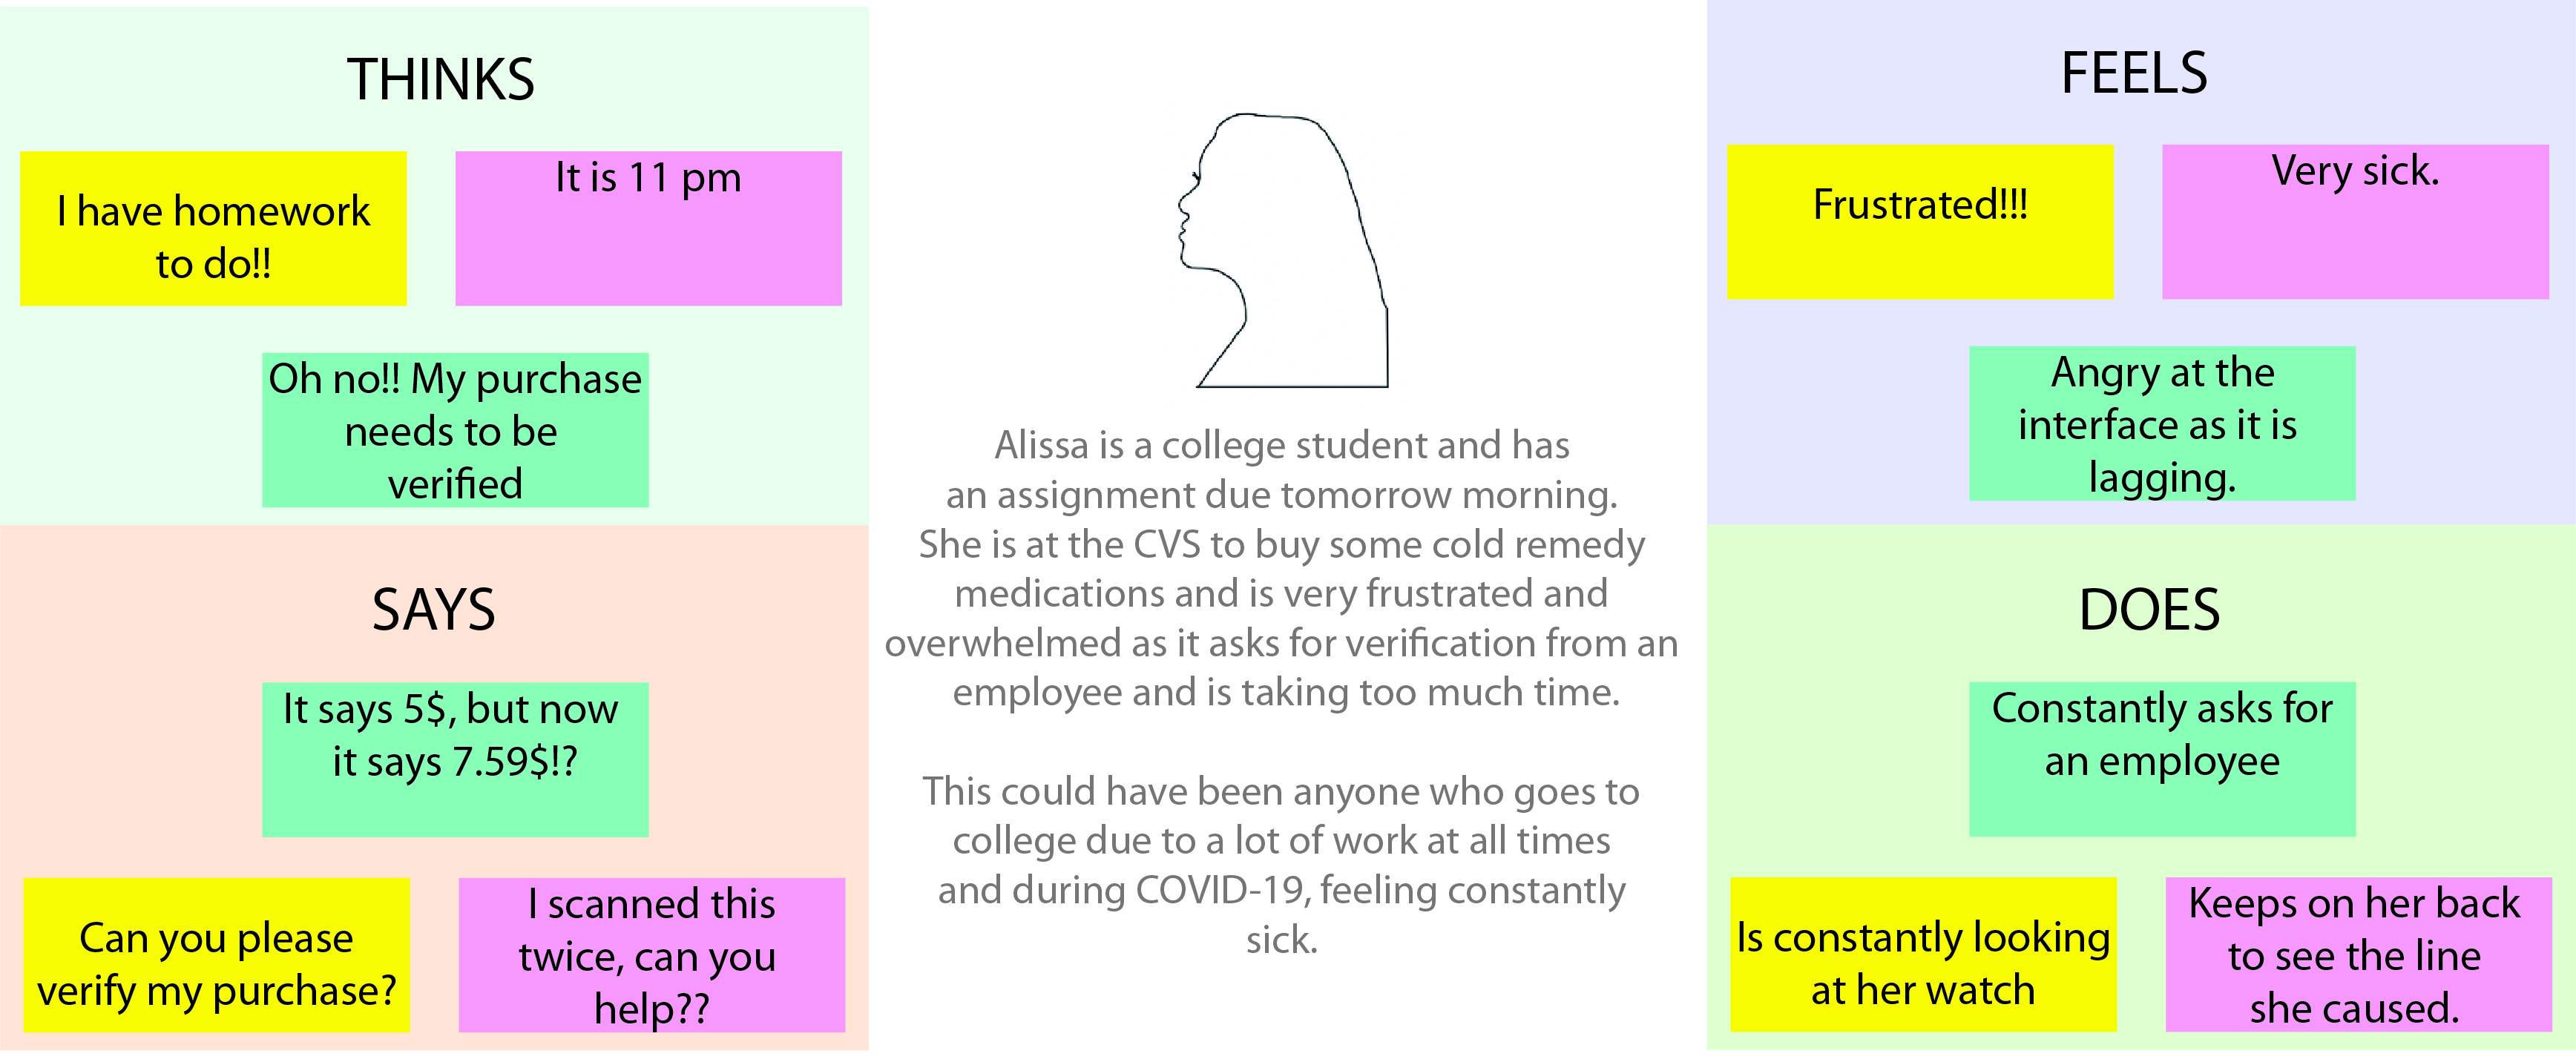 THINKS
I have homework
to do!!
It is 11 pm
Oh no!! My purchase
needs to be
verified
SAYS
It says 5$, but now
it says 7.59$!?
Can you please
verify my purchase?
I scanned this
twice, can you
help??
Alissa is a college student and has
an assignment due tomorrow morning.
She is at the CVS to buy some cold remedy
medications and is very frustrated and
overwhelmed as it asks for verification from an
employee and is taking too much time.
This could have been anyone who goes to
college due to a lot of work at all times
and during COVID-19, feeling constantly
sick.
FEELS
Frustrated!!!
Very sick.
Angry at the
interface as it is
lagging.
DOES
Constantly asks for
an employee
Is constantly looking
at her watch
Keeps on her back
to see the line
she caused.